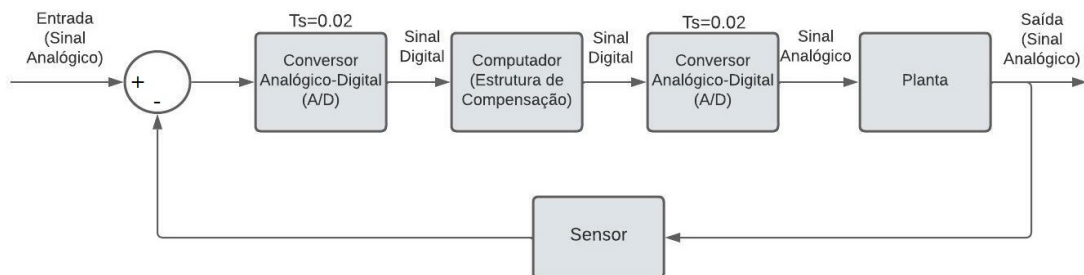 Entrada
(Sinal
Analógico)
+
-
Ts=0.02
Conversor
Analógico-Digital
(A/D)
Sinal
Digital
Computador
(Estrutura de
Compensação)
Sinal
Digital
Ts=0.02
Conversor
Analógico-Digital
(A/D)
Sinal
Analógico
Planta
Saída
(Sinal
Analógico)
Sensor